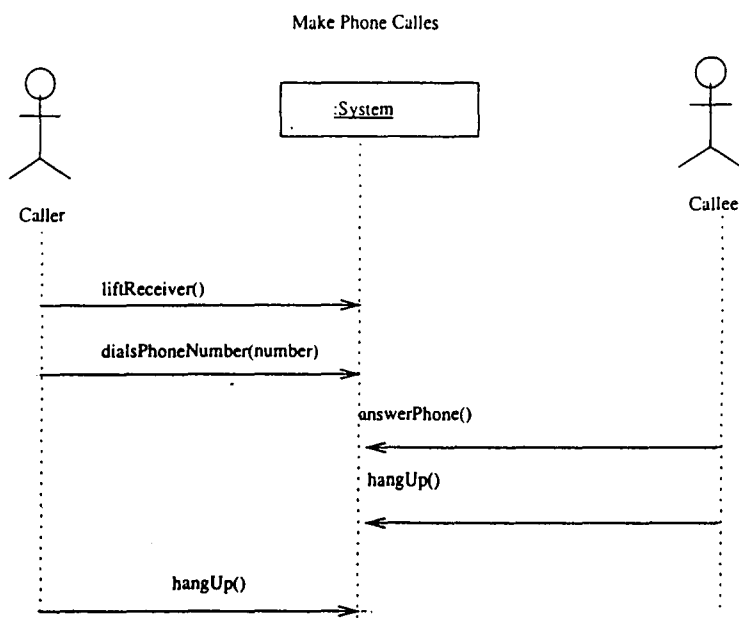 Make Phone Calles
:System
Caller
Callee
liftReceiver()
dialsPhoneNumber(number)
answerPhone()
hangUp()
hangUp()